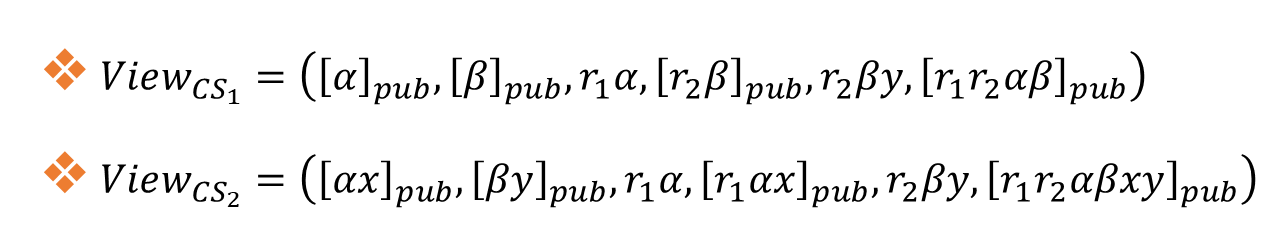 ❖ View_{CS_1} = ([α]_{pub}, [β]_{pub}, r_1α, [r_2β]_{pub}, r_2βy, [r_1r_2αβ]_{pub})
❖ View_{CS_2} = ([αx]_{pub}, [βy]_{pub}, r_1α, [r_1αx]_{pub}, r_2βy, [r_1r_2αβxy]_{pub})